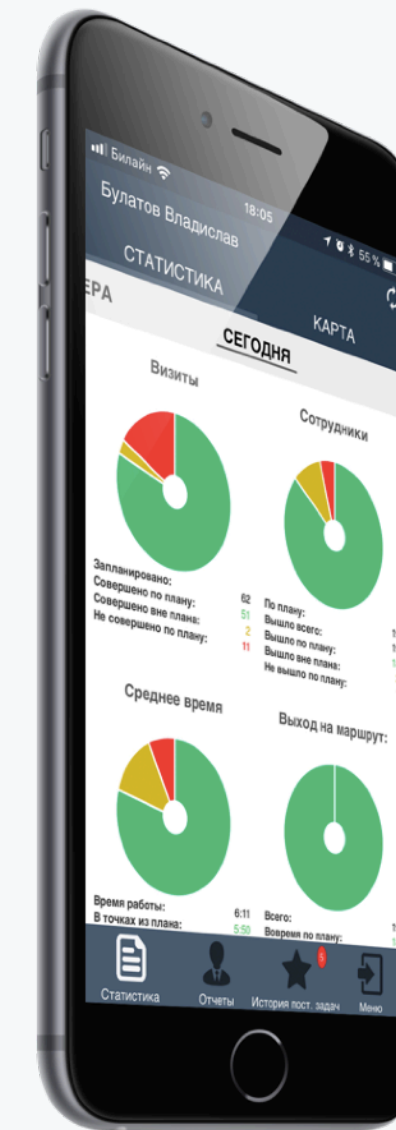 Билайн 18:05 55 %
Булатов Владислав
СТАТИСТИКА КАРТА
ЕРА СЕГОДНЯ
Визиты
Запланировано: 62
Совершено по плану: 51
Совершено вне плана: 2
Не совершено по плану: 11
Сотрудники
По плану:
Вышло всего:
Вышло по плану:
Вышло вне плана:
Не вышло по плану:
Среднее время
Время работы: 6:11
В точках из плана: 5:50
Выход на маршрут:
Всего:
Вовремя по плану:
5
Статистика Отчеты История пост. задач Меню